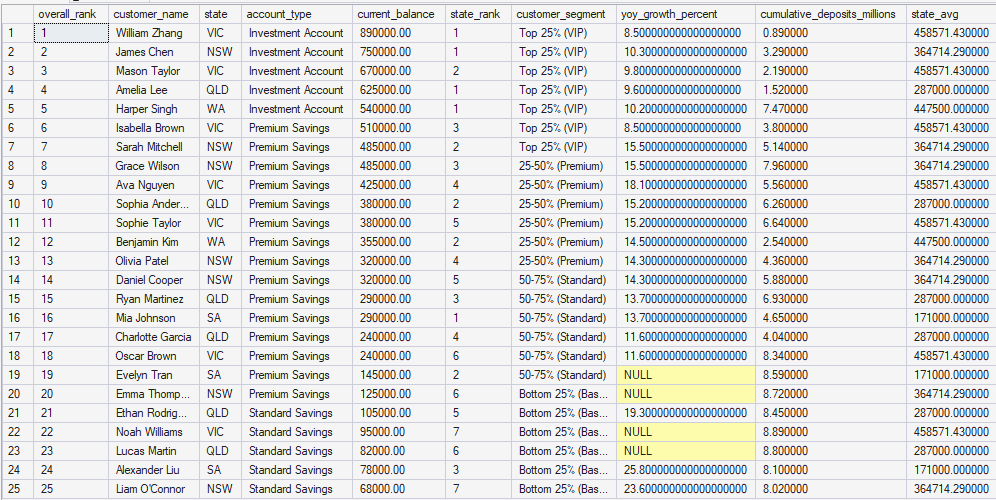 overall_rank customer_name state account_type current_balance state_rank customer_segment yoy_growth_percent cumulative_deposits_millions state_avg
1 1 William Zhang VIC Investment Account 890000.00 1 Top 25% (VIP) 8.500000000000000000 0.890000 458571.430000
2 2 James Chen NSW Investment Account 750000.00 1 Top 25% (VIP) 10.300000000000000000 3.290000 364714.290000
3 3 Mason Taylor VIC Investment Account 670000.00 2 Top 25% (VIP) 9.800000000000000000 2.190000 458571.430000
4 4 Amelia Lee QLD Investment Account 625000.00 1 Top 25% (VIP) 9.600000000000000000 1.520000 287000.000000
5 5 Harper Singh WA Investment Account 540000.00 1 Top 25% (VIP) 10.200000000000000000 7.470000 447500.000000
6 6 Isabella Brown VIC Premium Savings 510000.00 3 Top 25% (VIP) 8.500000000000000000 3.800000 458571.430000
7 7 Sarah Mitchell NSW Premium Savings 485000.00 2 Top 25% (VIP) 15.500000000000000000 5.140000 364714.290000
8 8 Grace Wilson NSW Premium Savings 485000.00 3 25-50% (Premium) 15.500000000000000000 7.960000 364714.290000
9 9 Ava Nguyen VIC Premium Savings 425000.00 4 25-50% (Premium) 18.100000000000000000 5.560000 458571.430000
10 10 Sophia Ander... QLD Premium Savings 380000.00 2 25-50% (Premium) 15.200000000000000000 6.260000 287000.000000
11 11 Sophie Taylor VIC Premium Savings 380000.00 5 25-50% (Premium) 15.200000000000000000 6.640000 458571.430000
12 12 Benjamin Kim WA Premium Savings 355000.00 2 25-50% (Premium) 14.500000000000000000 2.540000 447500.000000
13 13 Olivia Patel NSW Premium Savings 320000.00 4 25-50% (Premium) 14.300000000000000000 4.360000 364714.290000
14 14 Daniel Cooper NSW Premium Savings 320000.00 5 50-75% (Standard) 14.300000000000000000 5.880000 364714.290000
15 15 Ryan Martinez QLD Premium Savings 290000.00 3 50-75% (Standard) 13.700000000000000000 6.930000 287000.000000
16 16 Mia Johnson SA Premium Savings 290000.00 1 50-75% (Standard) 13.700000000000000000 4.650000 171000.000000
17 17 Charlotte Garcia QLD Premium Savings 240000.00 4 50-75% (Standard) 11.600000000000000000 4.040000 287000.000000
18 18 Oscar Brown VIC Premium Savings 240000.00 6 50-75% (Standard) 11.600000000000000000 8.340000 458571.430000
19 19 Evelyn Tran SA Premium Savings 145000.00 2 50-75% (Standard) NULL 8.590000 171000.000000
20 20 Emma Thomp... NSW Premium Savings 125000.00 6 Bottom 25% (Bas... NULL 8.720000 364714.290000
21 21 Ethan Rodrig... QLD Standard Savings 105000.00 5 Bottom 25% (Bas... 19.300000000000000000 8.450000 287000.000000
22 22 Noah Williams VIC Standard Savings 95000.00 7 Bottom 25% (Bas... NULL 8.890000 458571.430000
23 23 Lucas Martin QLD Standard Savings 82000.00 6 Bottom 25% (Bas... NULL 8.800000 287000.000000
24 24 Alexander Liu SA Standard Savings 78000.00 3 Bottom 25% (Bas... 25.800000000000000000 8.100000 171000.000000
25 25 Liam O'Connor NSW Standard Savings 68000.00 7 Bottom 25% (Bas... 23.600000000000000000 8.020000 364714.290000